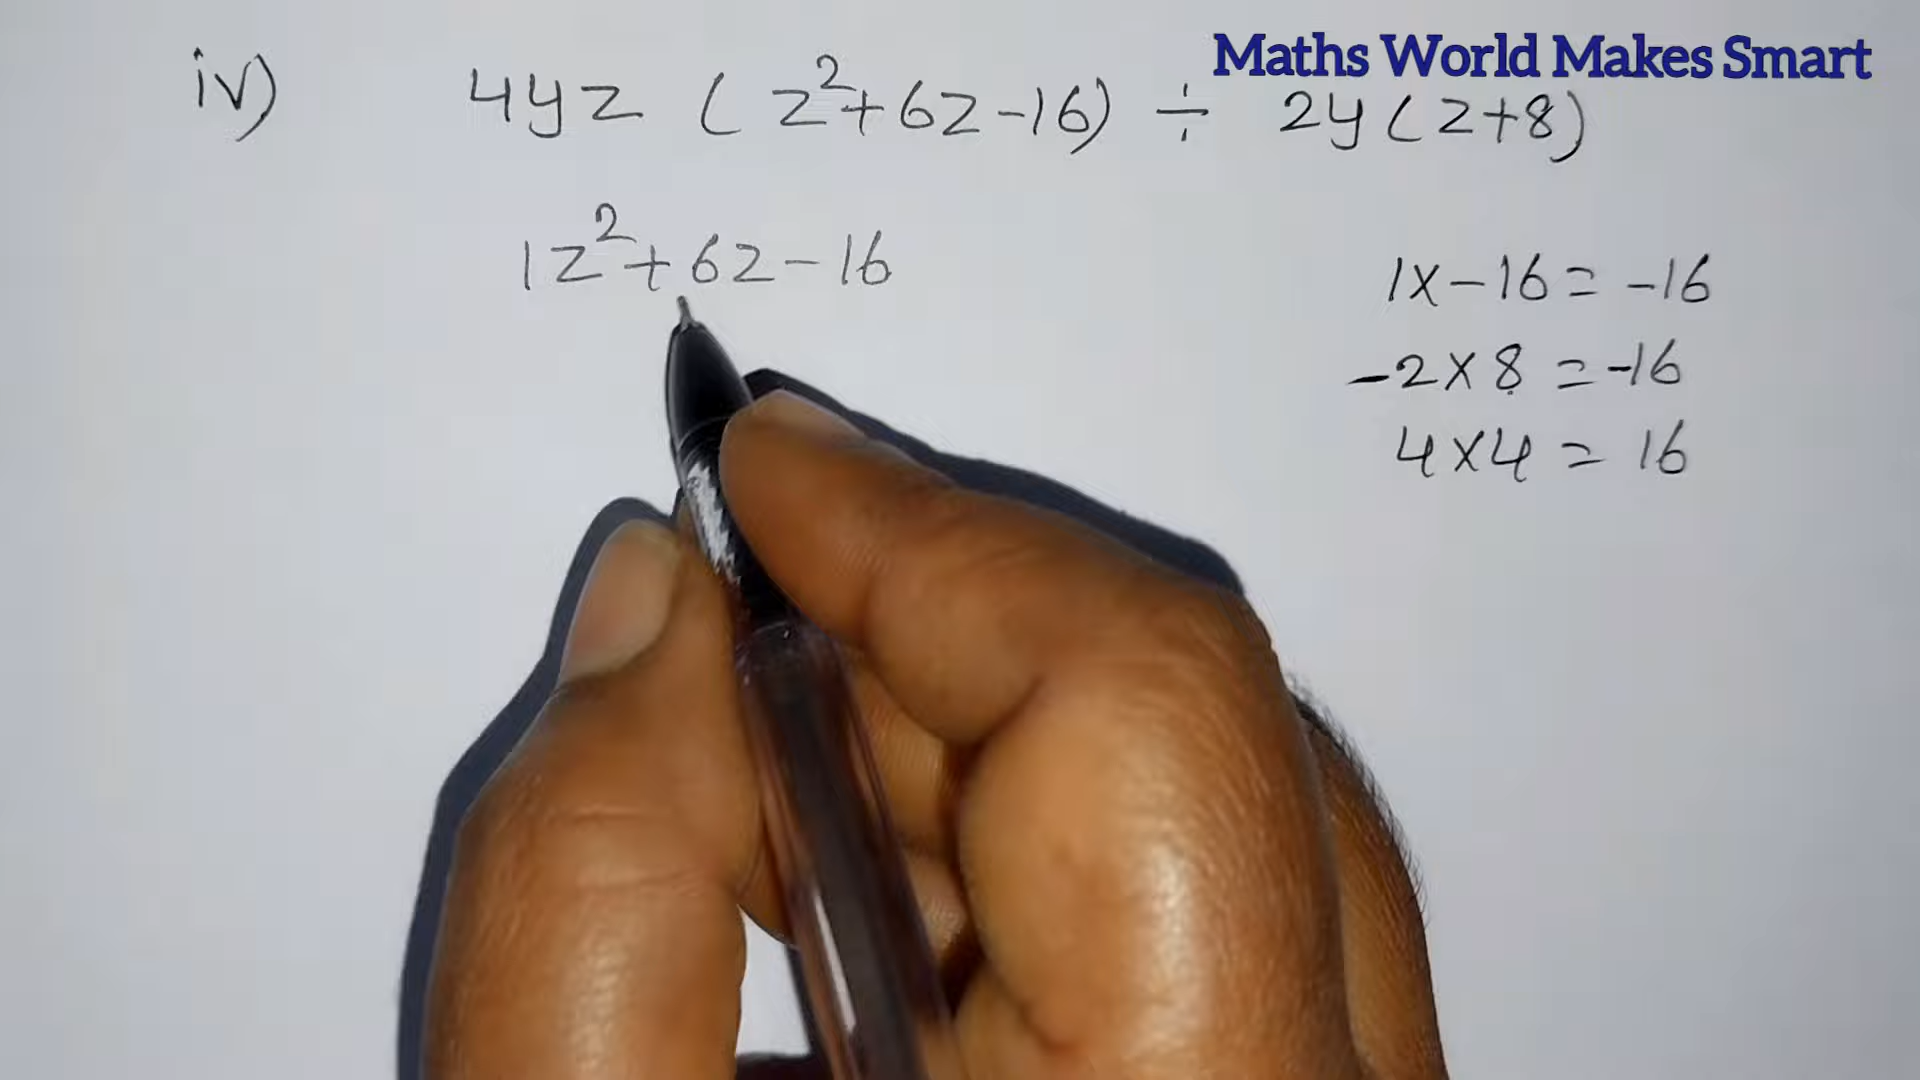 Maths World Makes Smart
iv) 4yz (z²+6z-16) ÷ 2y(z+8)
1z²+6z-16
1x-16=-16
-2x8=-16
4x4=16